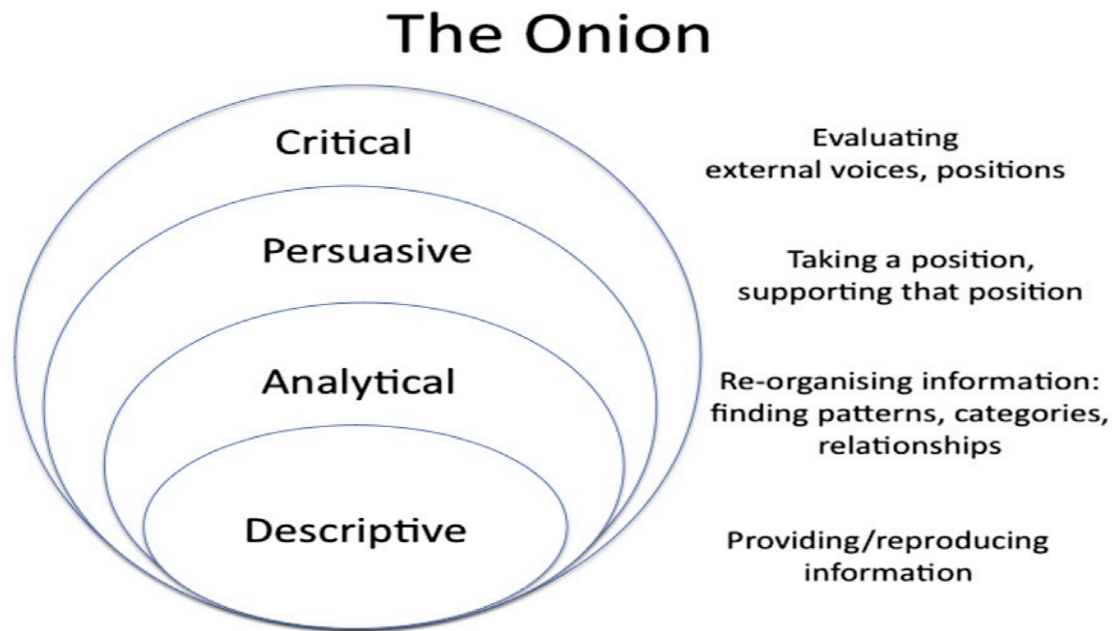 The Onion
Critical
Evaluating
external voices, positions
Persuasive
Taking a position,
supporting that position
Analytical
Re-organising information:
finding patterns, categories,
relationships
Descriptive
Providing/reproducing
information